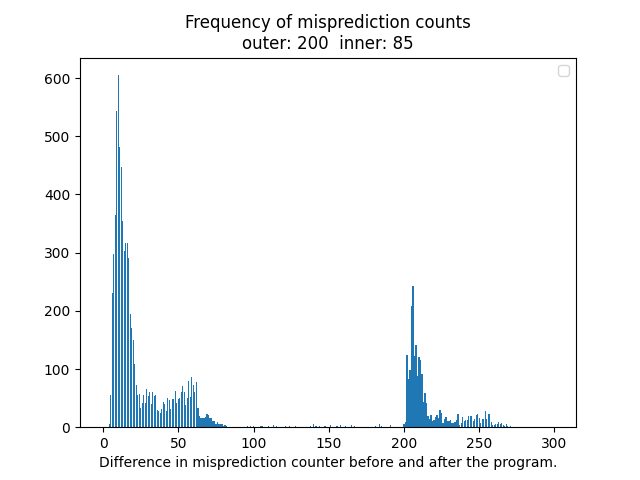 Frequency of misprediction counts
outer: 200  inner: 85
600
500
400
300
200
100
0
0 50 100 150 200 250 300
Difference in misprediction counter before and after the program.